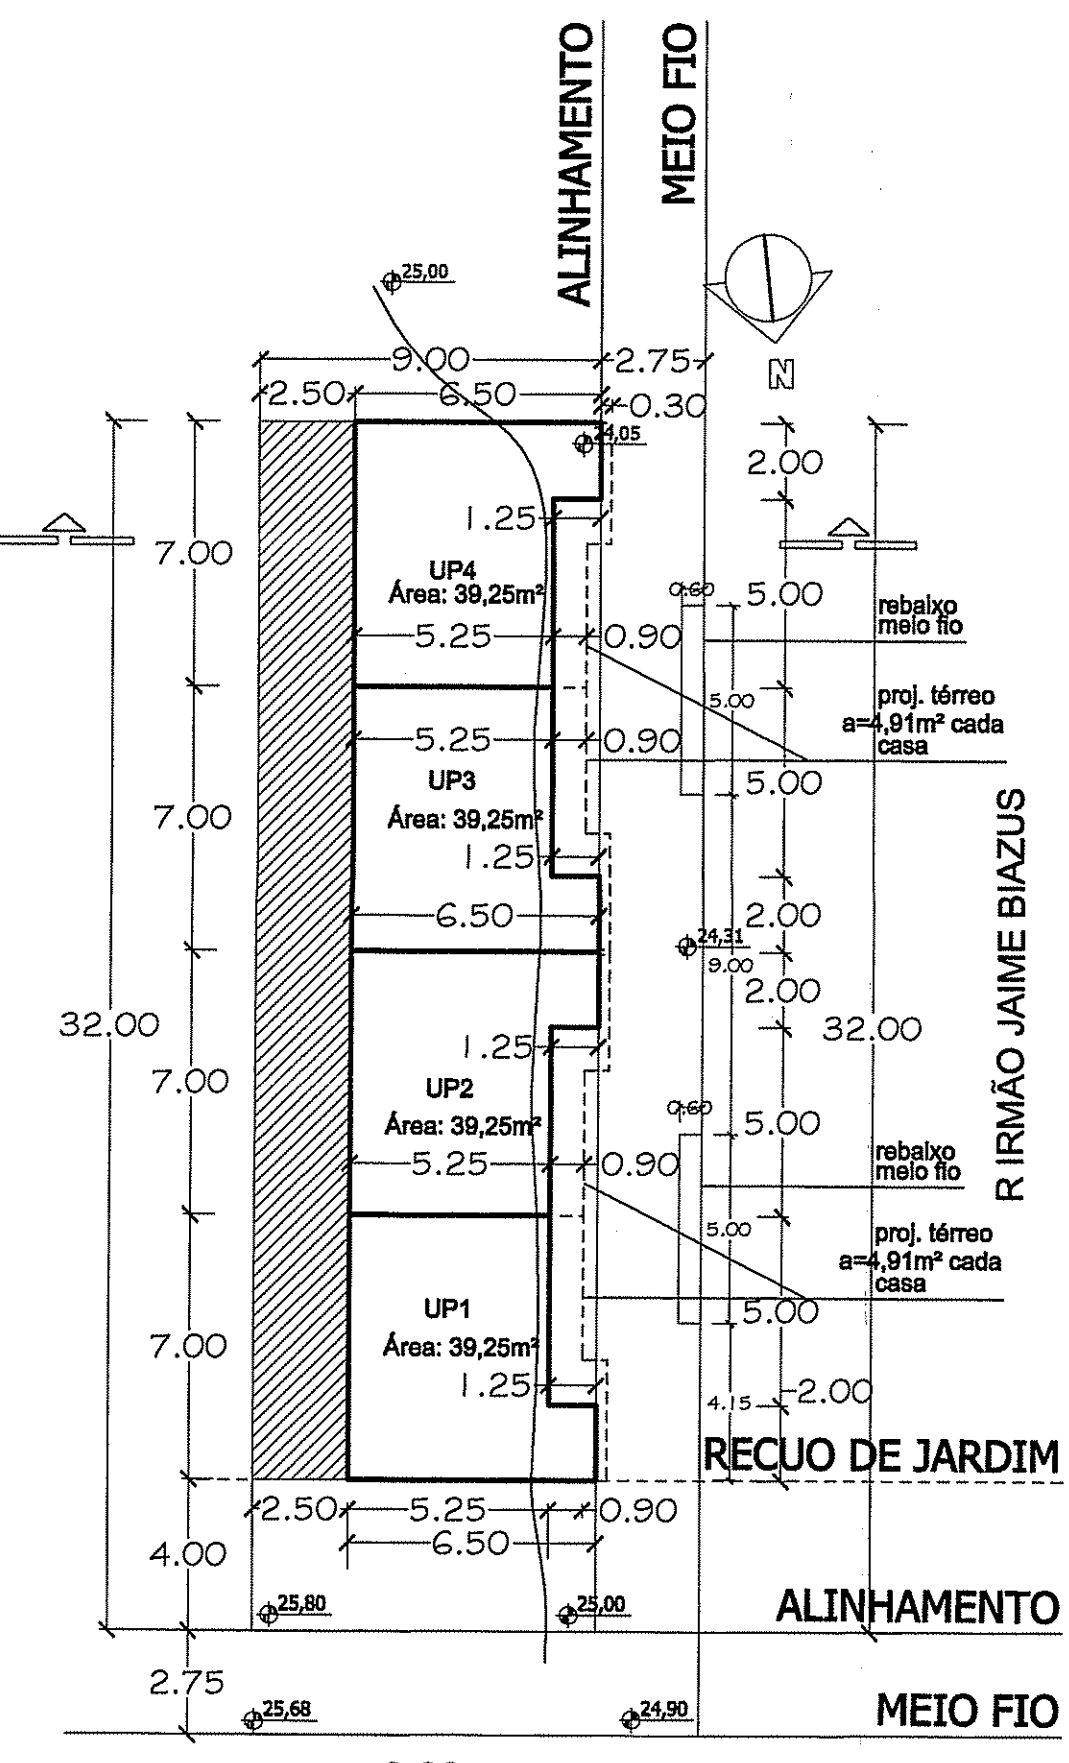 ALINHAMENTO
MEIO FIO
25,00
N
9.00
2.75
2.50
6.50
0.30
24,05
2.00
1.25
7.00
UP4
Área: 39,25m²
0.60
5.00
rebaixo
meio fio
5.25
0.90
5.00
proj. térreo
a=4,91m² cada
casa
5.25
0.90
UP3
5.00
7.00
Área: 39,25m²
1.25
6.50
2.00
24,31
9.00
2.00
32.00
32.00
1.25
R IRMÃO JAIME BIAZUS
7.00
UP2
Área: 39,25m²
0.60
5.00
rebaixo
meio fio
5.25
0.90
5.00
proj. térreo
a=4,91m² cada
casa
UP1
5.00
7.00
Área: 39,25m²
1.25
4.15
2.00
RECUO DE JARDIM
2.50
5.25
0.90
6.50
4.00
25,80
25,00
ALINHAMENTO
2.75
25,68
24,90
MEIO FIO